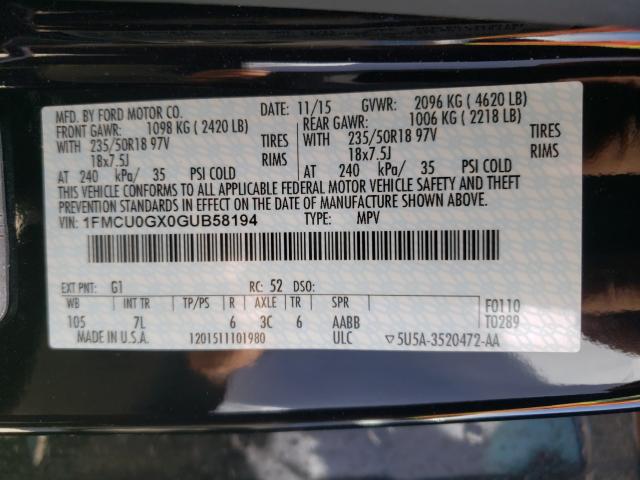 MFD. BY FORD MOTOR CO. DATE: 11/15 GVWR: 2096 KG ( 4620 LB)
FRONT GAWR: 1098 KG ( 2420 LB) REAR GAWR: 1006 KG ( 2218 LB)
WITH 235/50R18 97V TIRES WITH 235/50R18 97V TIRES
18x7.5J RIMS 18x7.5J RIMS
AT 240 kPa/ 35 PSI COLD AT 240 kPa/ 35 PSI COLD
THIS VEHICLE CONFORMS TO ALL APPLICABLE FEDERAL MOTOR VEHICLE SAFETY AND THEFT
PREVENTION STANDARDS IN EFFECT ON THE DATE OF MANUFACTURE SHOWN ABOVE.
VIN: 1FMCU0GX0GUB58194 TYPE: MPV
EXT PNT: G1 RC: 52 DSO:
WB INT TR TP/PS R AXLE TR SPR F0110
105 7L 6 3C 6 AABB T0289
MADE IN U.S.A. 1201511101980 ULC ▽5U5A-3520472-AA